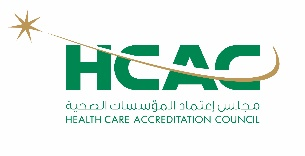 HCAC
مجلس إعتماد المؤسسات الصحية
HEALTH CARE ACCREDITATION COUNCIL